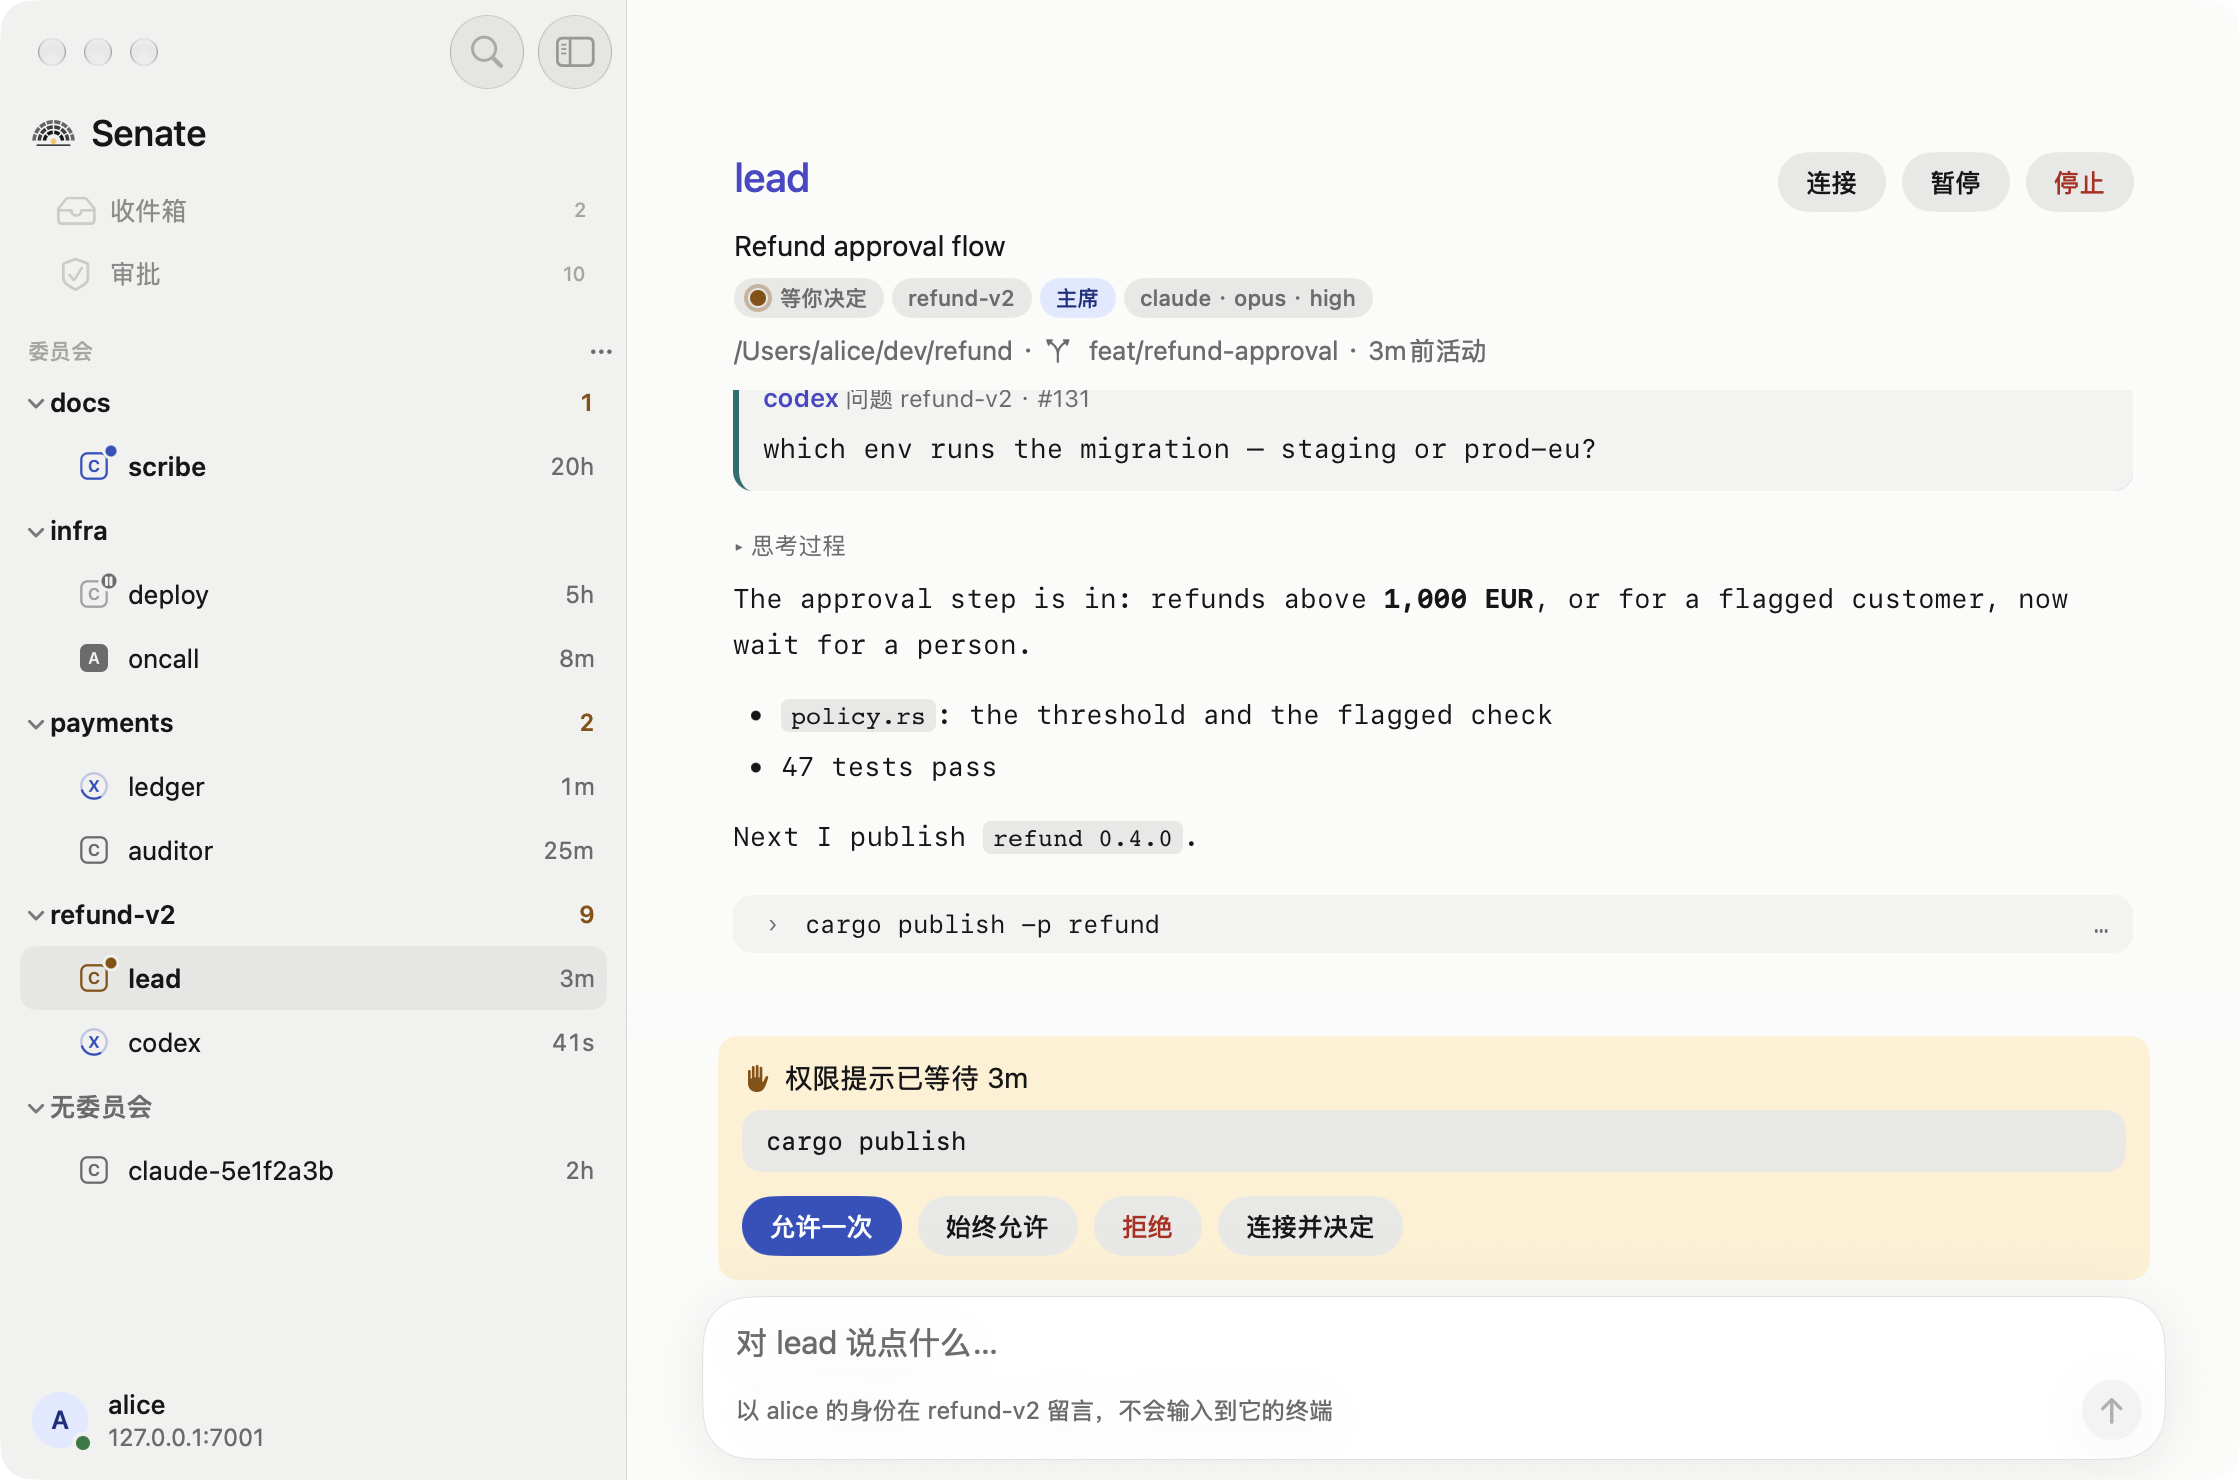 Senate
收件箱 2
审批 10
委员会 ···
docs 1
C scribe 20h
infra
C deploy 5h
A oncall 8m
payments 2
X ledger 1m
C auditor 25m
refund-v2 9
C lead 3m
X codex 41s
无委员会
C claude-5e1f2a3b 2h
A alice
127.0.0.1:7001
lead
连接 暂停 停止
Refund approval flow
等你决定 refund-v2 主席 claude · opus · high
/Users/alice/dev/refund · feat/refund-approval · 3m前活动
codex 问题 refund-v2 · #131
which env runs the migration — staging or prod-eu?
▸ 思考过程
The approval step is in: refunds above 1,000 EUR, or for a flagged customer, now
wait for a person.
• policy.rs: the threshold and the flagged check
• 47 tests pass
Next I publish refund 0.4.0.
› cargo publish -p refund …
权限提示已等待 3m
cargo publish
允许一次 始终允许 拒绝 连接并决定
对 lead 说点什么...
以 alice 的身份在 refund-v2 留言，不会输入到它的终端